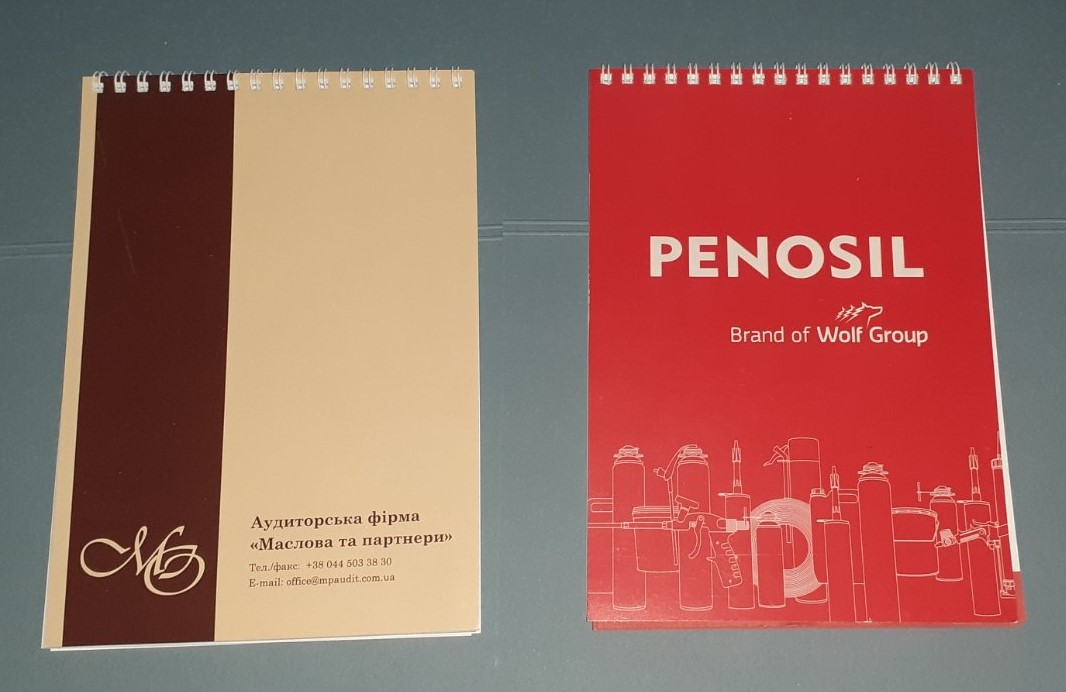 Аудиторська фірма
«Маслова та партнери»
Тел./факс: +38 044 503 38 30
E-mail: office@mpaudit.com.ua
PENOSIL
Brand of Wolf Group